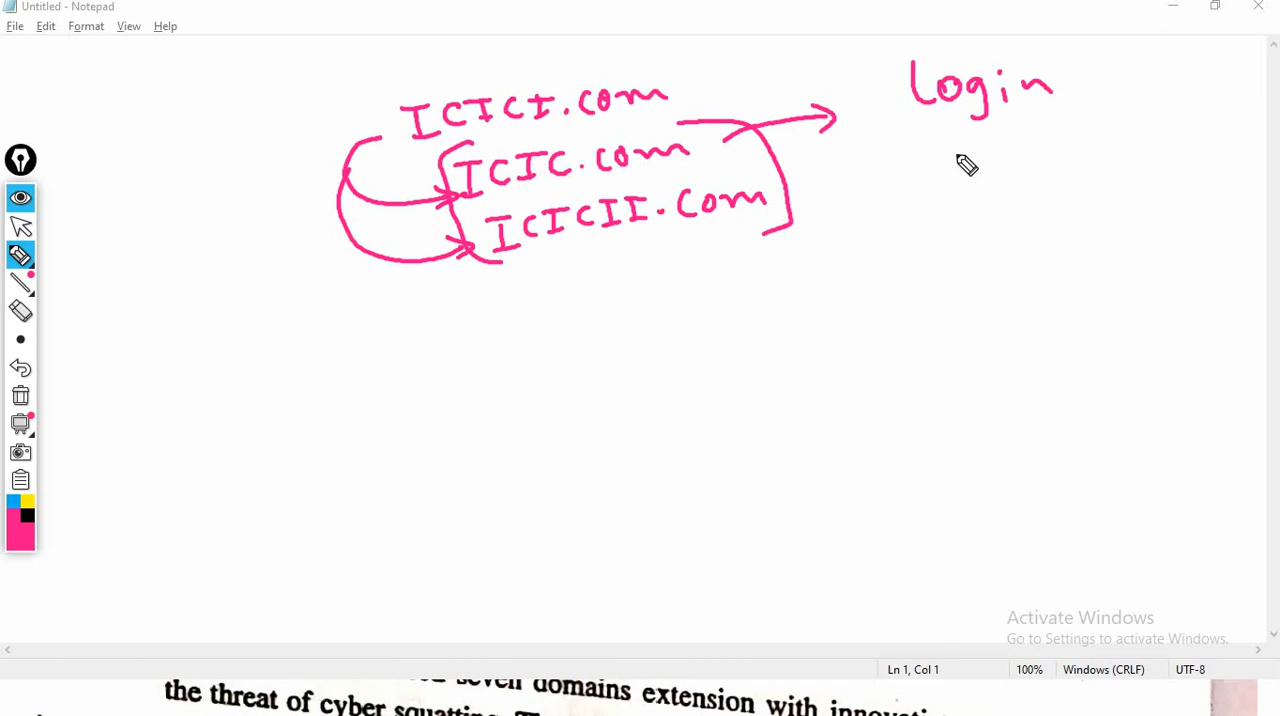 Untitled - Notepad
File Edit Format View Help
Login
ICICI.com
ICIC.com
ICICII.com
Activate Windows
Go to Settings to activate Windows.
Ln 1, Col 1 100% Windows (CRLF) UTF-8
seven domains extension with
the threat of cyber squatting.